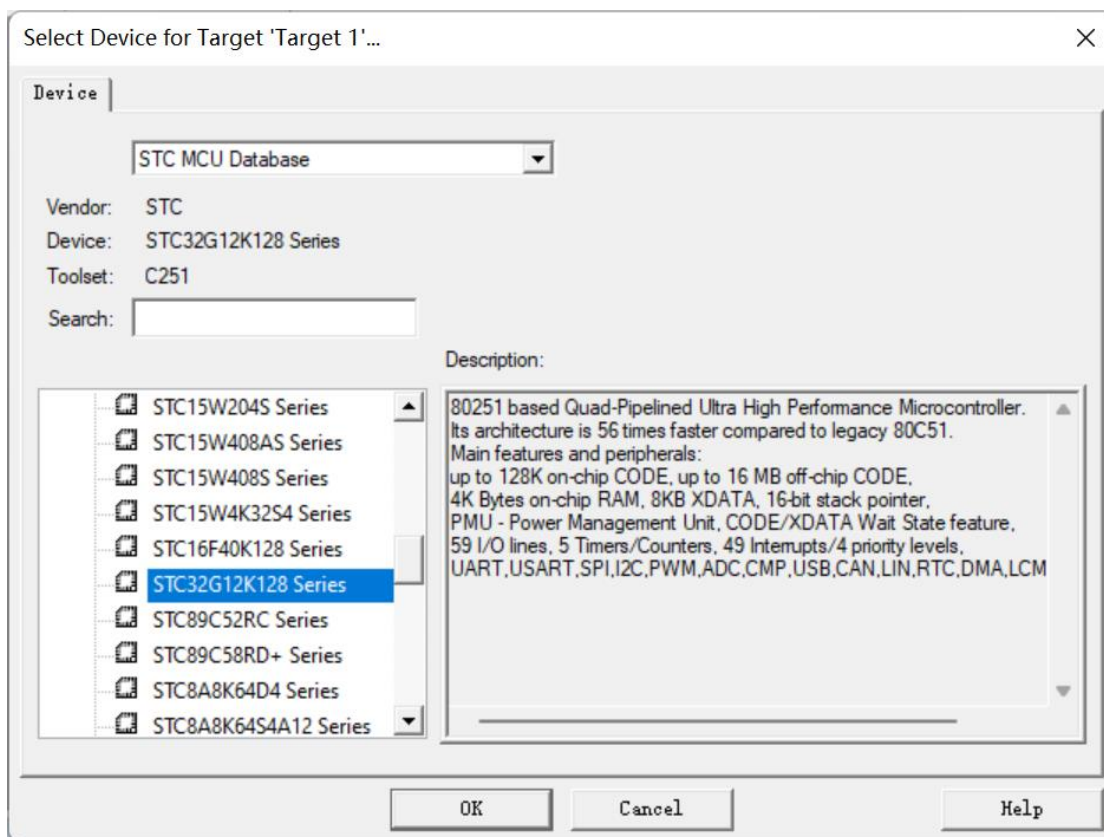 Select Device for Target 'Target 1'...
Device
STC MCU Database
Vendor: STC
Device: STC32G12K128 Series
Toolset: C251
Search:
Description:
STC15W204S Series
STC15W408AS Series
STC15W408S Series
STC15W4K32S4 Series
STC16F40K128 Series
STC32G12K128 Series
STC89C52RC Series
STC89C58RD+ Series
STC8A8K64D4 Series
STC8A8K64S4A12 Series
80251 based Quad-Pipelined Ultra High Performance Microcontroller.
Its architecture is 56 times faster compared to legacy 80C51.
Main features and peripherals:
up to 128K on-chip CODE, up to 16 MB off-chip CODE,
4K Bytes on-chip RAM, 8KB XDATA, 16-bit stack pointer,
PMU - Power Management Unit, CODE/XDATA Wait State feature,
59 I/O lines, 5 Timers/Counters, 49 Interrupts/4 priority levels,
UART,USART,SPI,I2C,PWM,ADC,CMP,USB,CAN,LIN,RTC,DMA,LCM
OK
Cancel
Help